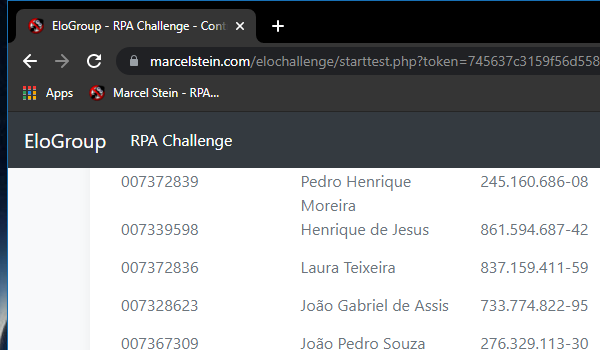 EloGroup - RPA Challenge - Cont
marcelstein.com/elochallenge/starttest.php?token=745637c3159f56d558
Apps Marcel Stein - RPA...
EloGroup RPA Challenge
007372839 Pedro Henrique Moreira 245.160.686-08
007339598 Henrique de Jesus 861.594.687-42
007372836 Laura Teixeira 837.159.411-59
007328623 João Gabriel de Assis 733.774.822-95
007367309 João Pedro Souza 276.329.113-30